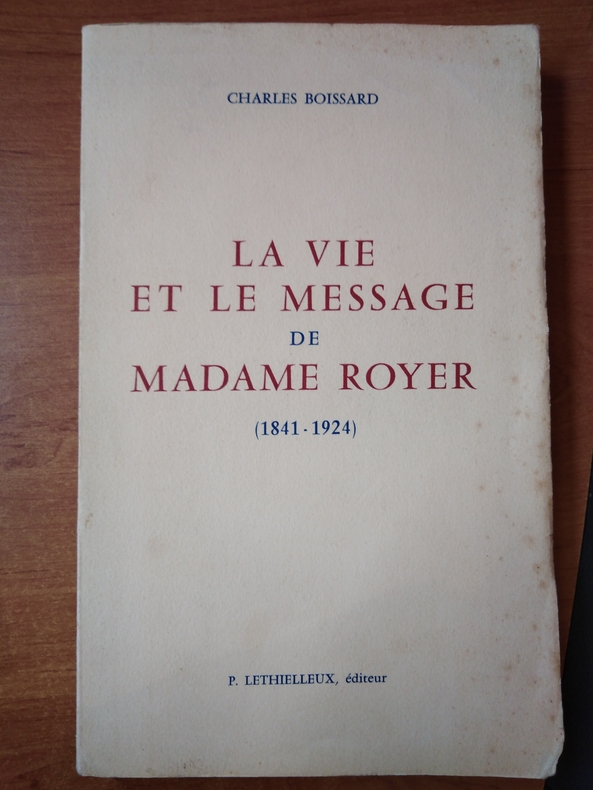 CHARLES BOISSARD
LA VIE
ET LE MESSAGE
DE
MADAME ROYER
(1841-1924)
P. LETHIELLEUX, éditeur